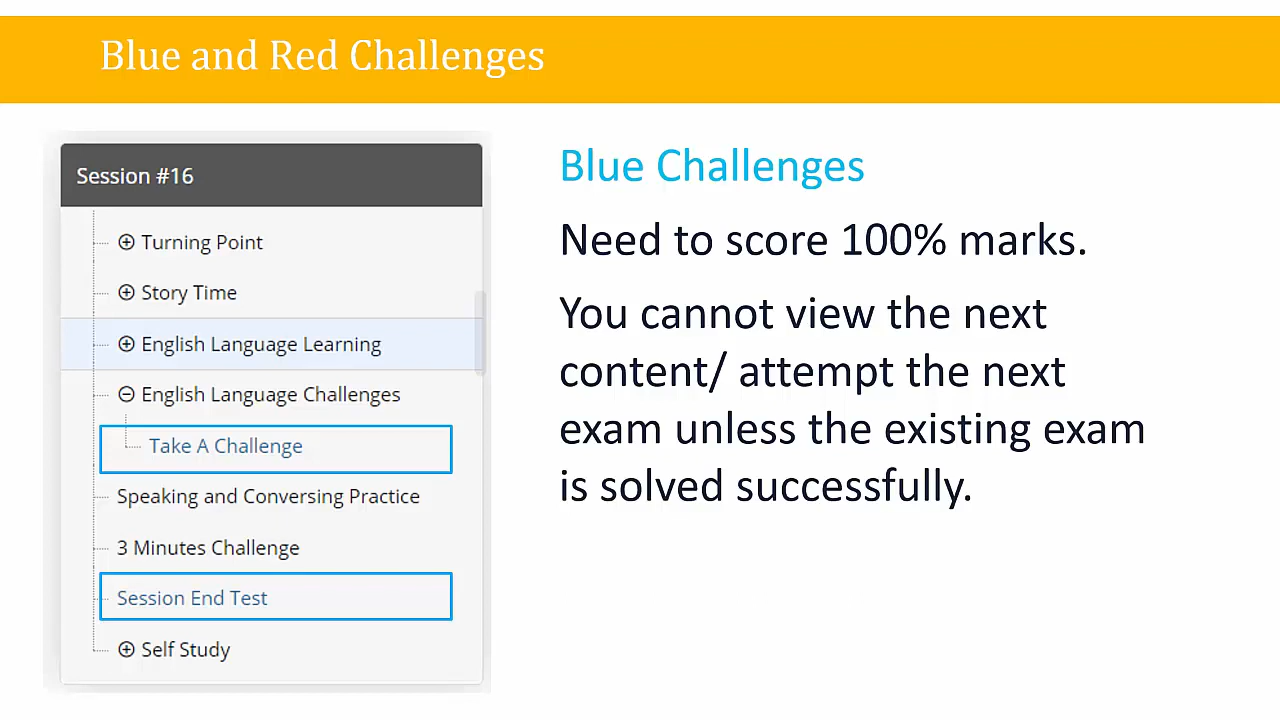 Blue and Red Challenges
Session #16
Turning Point
Story Time
English Language Learning
English Language Challenges
Take A Challenge
Speaking and Conversing Practice
3 Minutes Challenge
Session End Test
Self Study
Blue Challenges
Need to score 100% marks.
You cannot view the next
content/ attempt the next
exam unless the existing exam
is solved successfully.